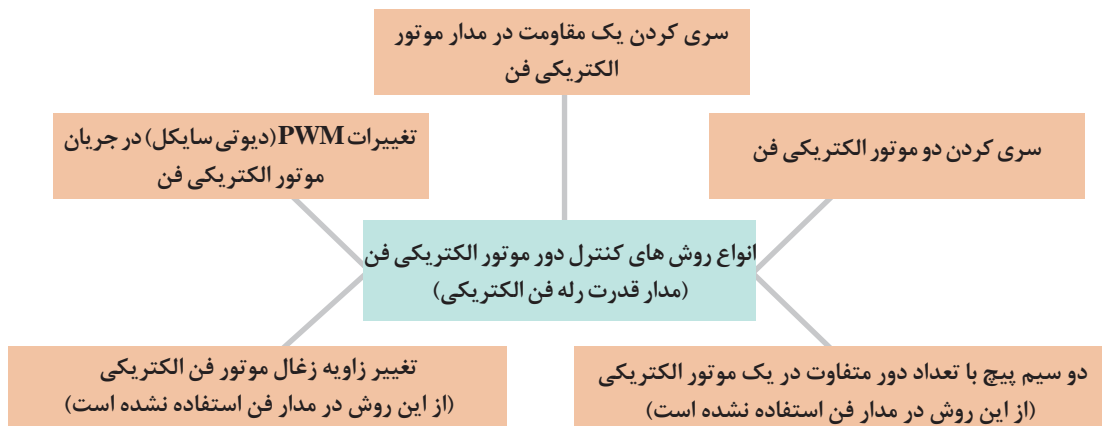 سری کردن یک مقاومت در مدار موتور
الکتریکی فن
سری کردن دو موتور الکتریکی فن
تغییرات PWM (دیوتی سایکل) در جریان
موتور الکتریکی فن
انواع روش های کنترل دور موتور الکتریکی فن
(مدار قدرت رله فن الکتریکی)
دو سیم پیچ با تعداد دور متفاوت در یک موتور الکتریکی
(از این روش در مدار فن استفاده نشده است)
تغییر زاویه زغال موتور فن الکتریکی
(از این روش در مدار فن استفاده نشده است)